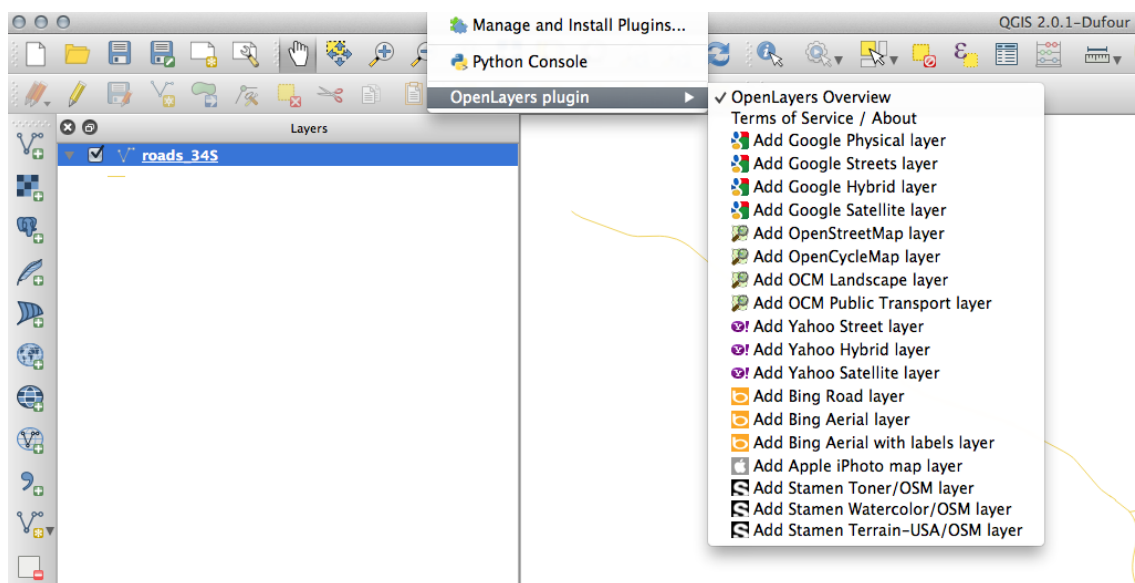 QGIS 2.0.1-Dufour
Manage and Install Plugins...
Python Console
OpenLayers plugin
Layers
roads_34S
✓ OpenLayers Overview
Terms of Service / About
Add Google Physical layer
Add Google Streets layer
Add Google Hybrid layer
Add Google Satellite layer
Add OpenStreetMap layer
Add OpenCycleMap layer
Add OCM Landscape layer
Add OCM Public Transport layer
Add Yahoo Street layer
Add Yahoo Hybrid layer
Add Yahoo Satellite layer
Add Bing Road layer
Add Bing Aerial layer
Add Bing Aerial with labels layer
Add Apple iPhoto map layer
Add Stamen Toner/OSM layer
Add Stamen Watercolor/OSM layer
Add Stamen Terrain-USA/OSM layer